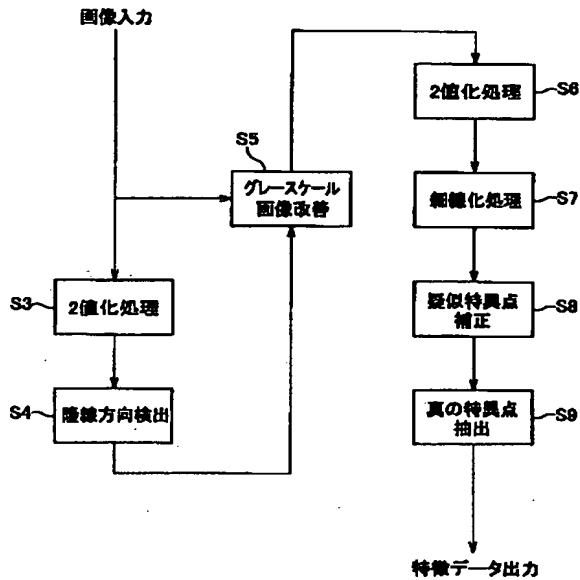 画像入力
S3
2値化処理
S4
隆線方向検出
S5
グレースケール
画像改善
2値化処理
S6
細線化処理
S7
疑似特異点
補正
S8
真の特異点
抽出
S9
特徴データ出力